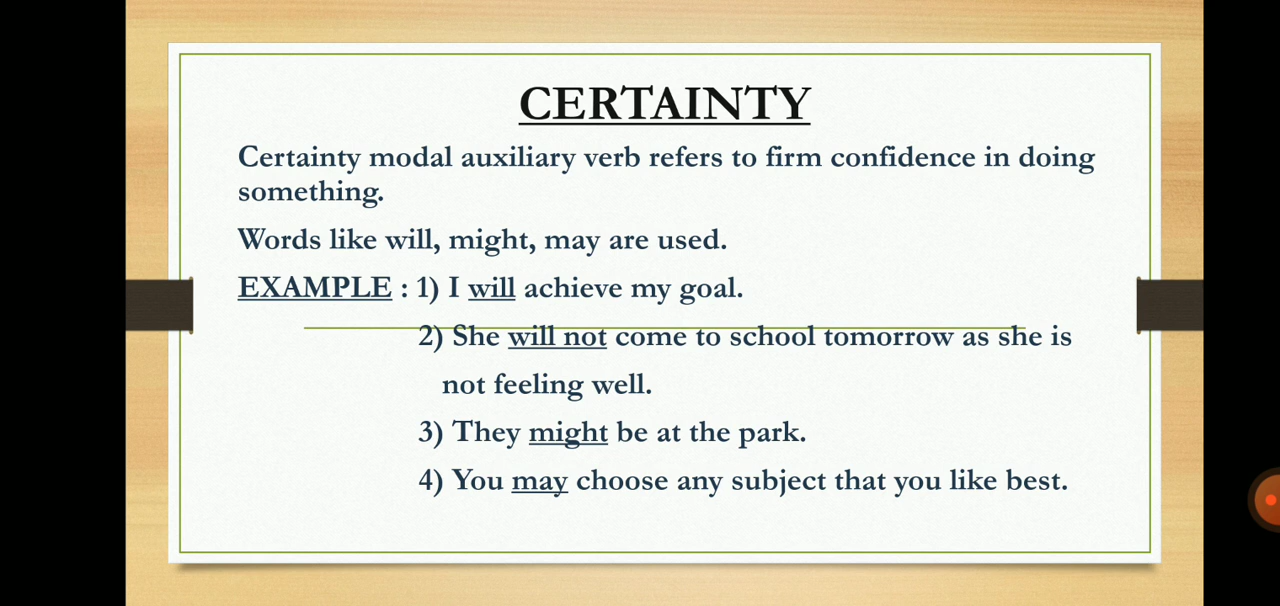 CERTAINTY
Certainty modal auxiliary verb refers to firm confidence in doing
something.
Words like will, might, may are used.
EXAMPLE : 1) I will achieve my goal.
2) She will not come to school tomorrow as she is
not feeling well.
3) They might be at the park.
4) You may choose any subject that you like best.